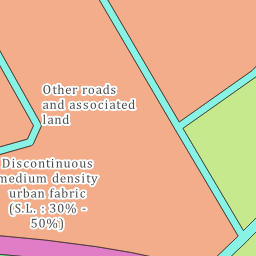 Other roads
and associated
land
Discontinuous
medium density
urban fabric
(S.L. : 30% -
50%)